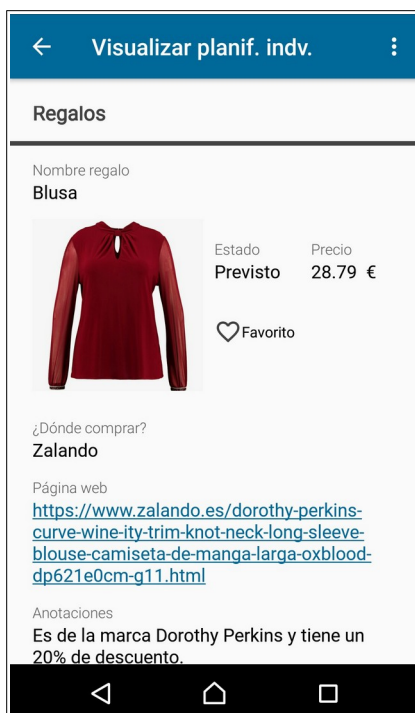 Visualizar planif. indv.
Regalos
Nombre regalo
Blusa
Estado
Precio
Previsto
28.79 €
Favorito
¿Dónde comprar?
Zalando
Página web
https://www.zalando.es/dorothy-perkins-
curve-wine-ity-trim-knot-neck-long-sleeve-
blouse-camiseta-de-manga-larga-oxblood-
dp621e0cm-g11.html
Anotaciones
Es de la marca Dorothy Perkins y tiene un
20% de descuento.